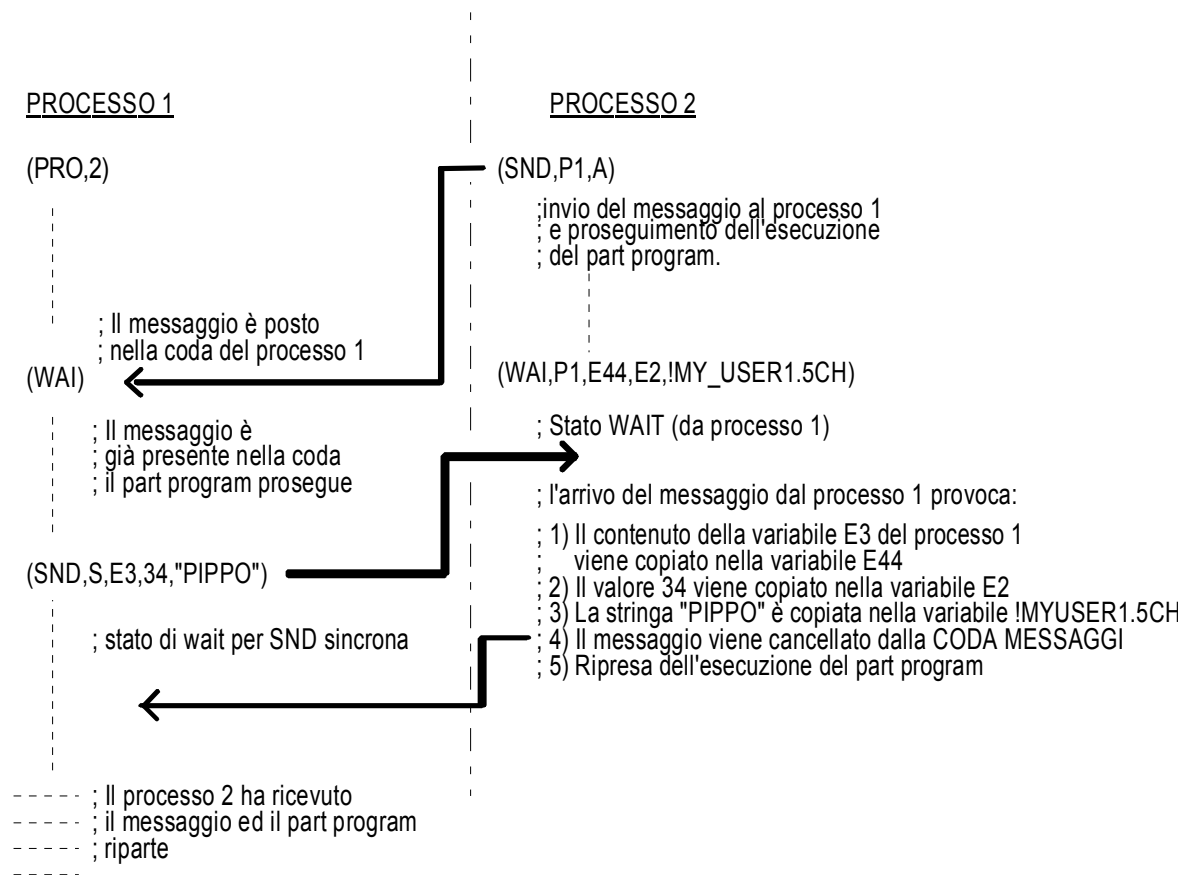 PROCESSO 1
PROCESSO 2
(PRO,2)
(SND,P1,A)
;invio del messaggio al processo 1
; e proseguimento dell'esecuzione
; del part program.
; Il messaggio è posto
; nella coda del processo 1
(WAI)
(WAI,P1,E44,E2,!MY_USER1.5CH)
; Il messaggio è
; già presente nella coda
; il part program prosegue
; Stato WAIT (da processo 1)
; l'arrivo del messaggio dal processo 1 provoca:
; 1) Il contenuto della variabile E3 del processo 1
; viene copiato nella variabile E44
(SND,S,E3,34,"PIPPO")
; 2) Il valore 34 viene copiato nella variabile E2
; 3) La stringa "PIPPO" è copiata nella variabile !MYUSER1.5CH
; stato di wait per SND sincrona
; 4) Il messaggio viene cancellato dalla CODA MESSAGGI
; 5) Ripresa dell'esecuzione del part program
; Il processo 2 ha ricevuto
; il messaggio ed il part program
; riparte